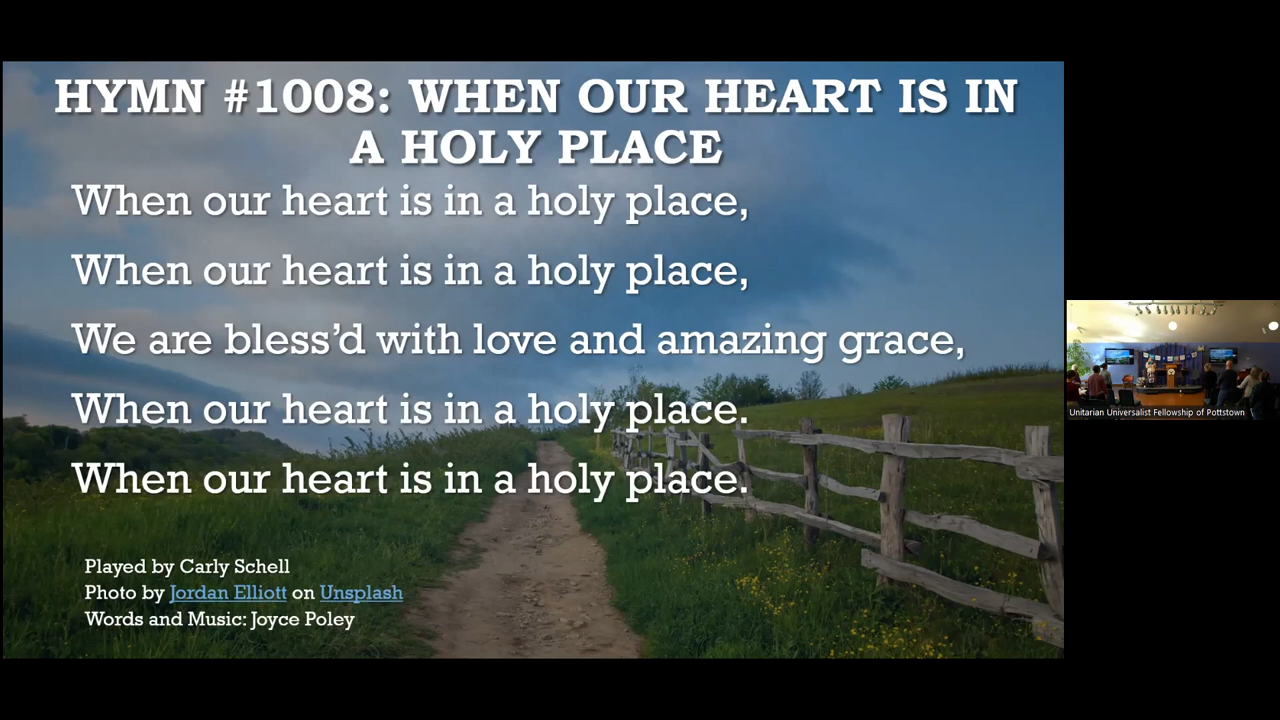 HYMN #1008: WHEN OUR HEART IS IN
A HOLY PLACE
When our heart is in a holy place,
When our heart is in a holy place,
We are bless’d with love and amazing grace,
When our heart is in a holy place.
When our heart is in a holy place.
Played by Carly Schell
Photo by Jordan Elliott on Unsplash
Words and Music: Joyce Poley
Unitarian Universalist Fellowship of Pottstown